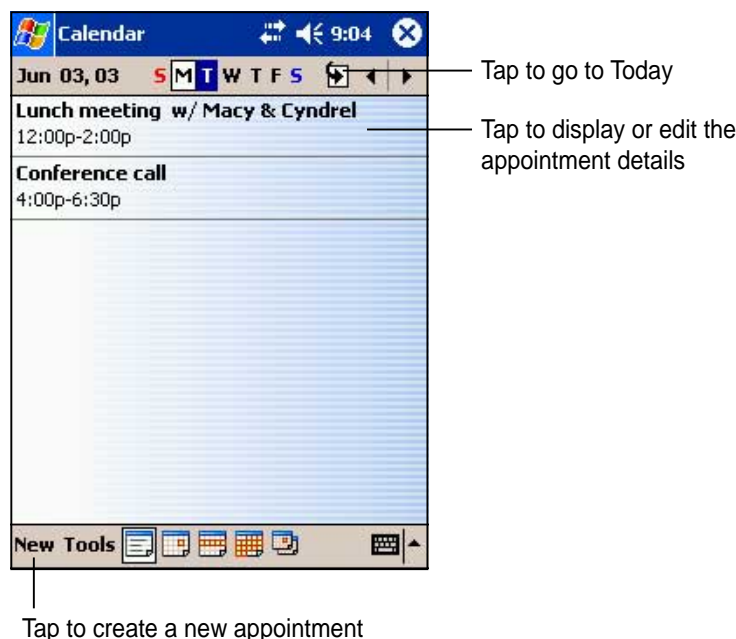 Calendar 9:04
Jun 03, 03 S M T W T F S
Tap to go to Today
Lunch meeting w/ Macy & Cyndrel
12:00p-2:00p
Tap to display or edit the
appointment details
Conference call
4:00p-6:30p
New Tools
Tap to create a new appointment